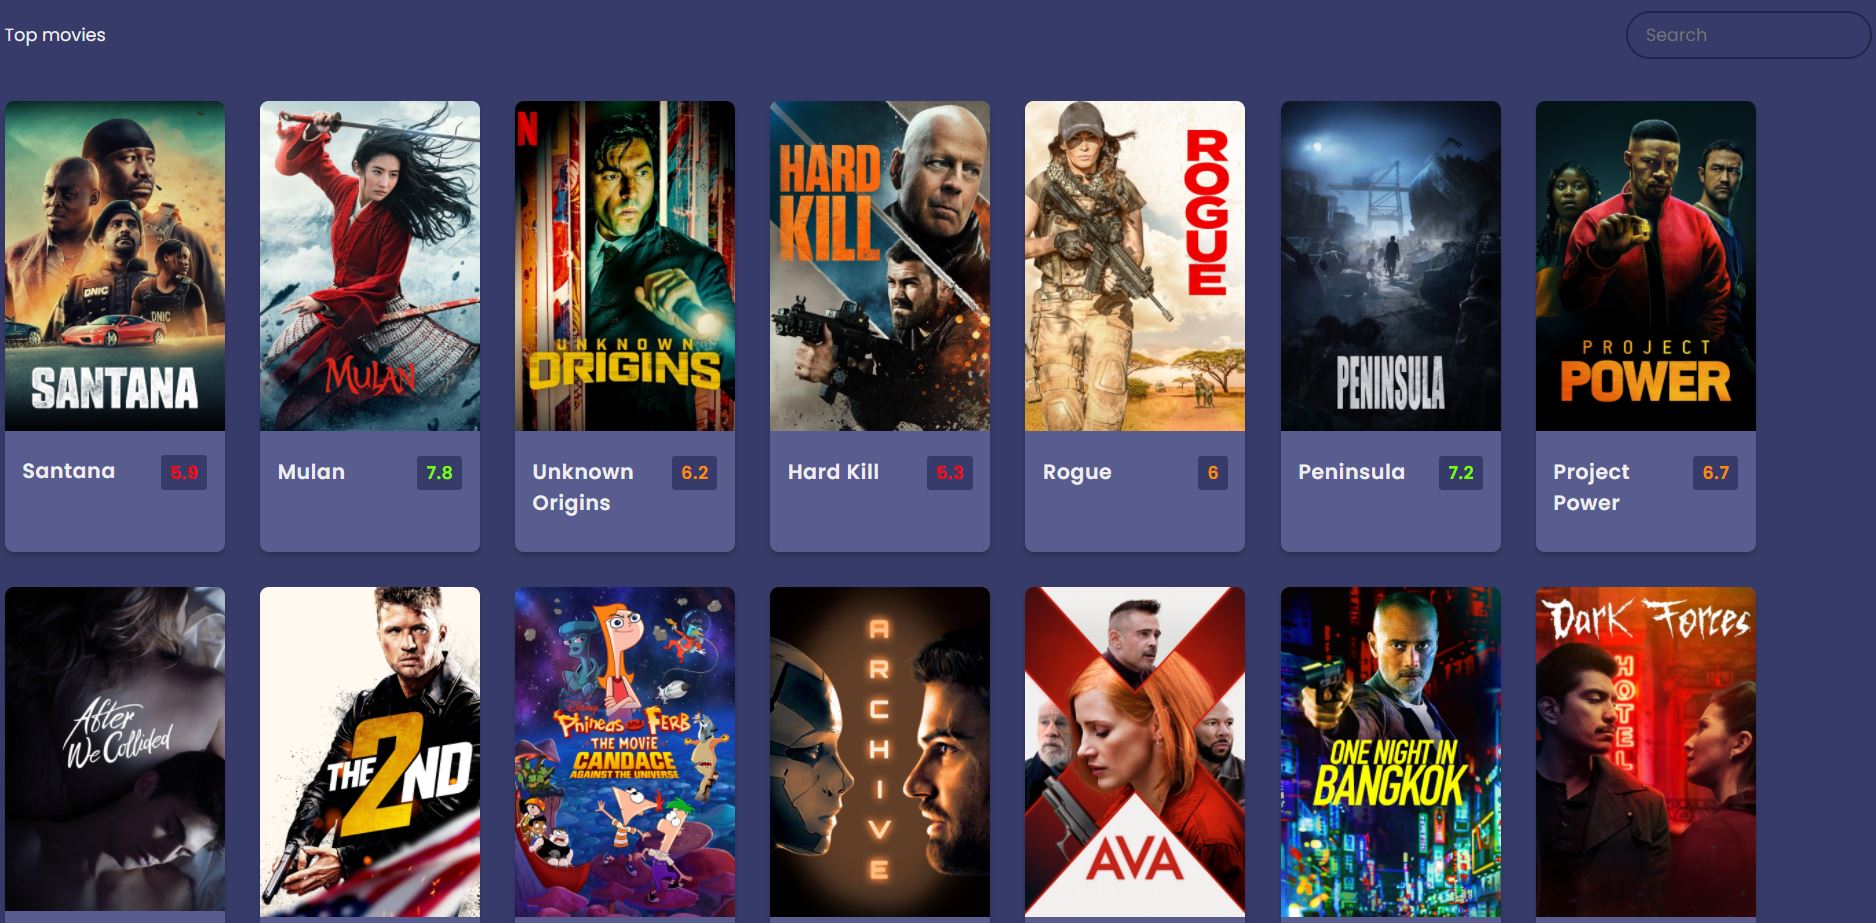 Top movies
Search
N
DNIC
DNIC
SANTANA
MULAN
UNKNOWN
ORIGINS
HARD
KILL
ROGUE
PENINSULA
PROJECT
POWER
Santana 5.9
Mulan 7.8
Unknown 6.2
Origins
Hard Kill 5.3
Rogue 6
Peninsula 7.2
Project 6.7
Power
After
We Collided
THE 2ND
Disney
Phineas and Ferb
THE MOVIE
CANDACE
AGAINST THE UNIVERSE
ARCHIVE
AVA
ONE NIGHT IN
BANGKOK
Dark Forces
HOTEL